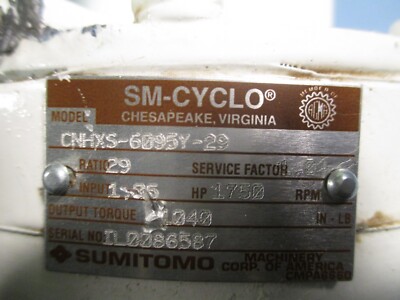 SM-CYCLO®
CHESAPEAKE, VIRGINIA
MODEL CNHXS-6095Y-29
RATIO 29 SERVICE FACTOR
INPUT 1.35 HP 1750 RPM
OUTPUT TORQUE 1040 IN-LB
SERIAL NO.
SUMITOMO MACHINERY
CORP. OF AMERICA